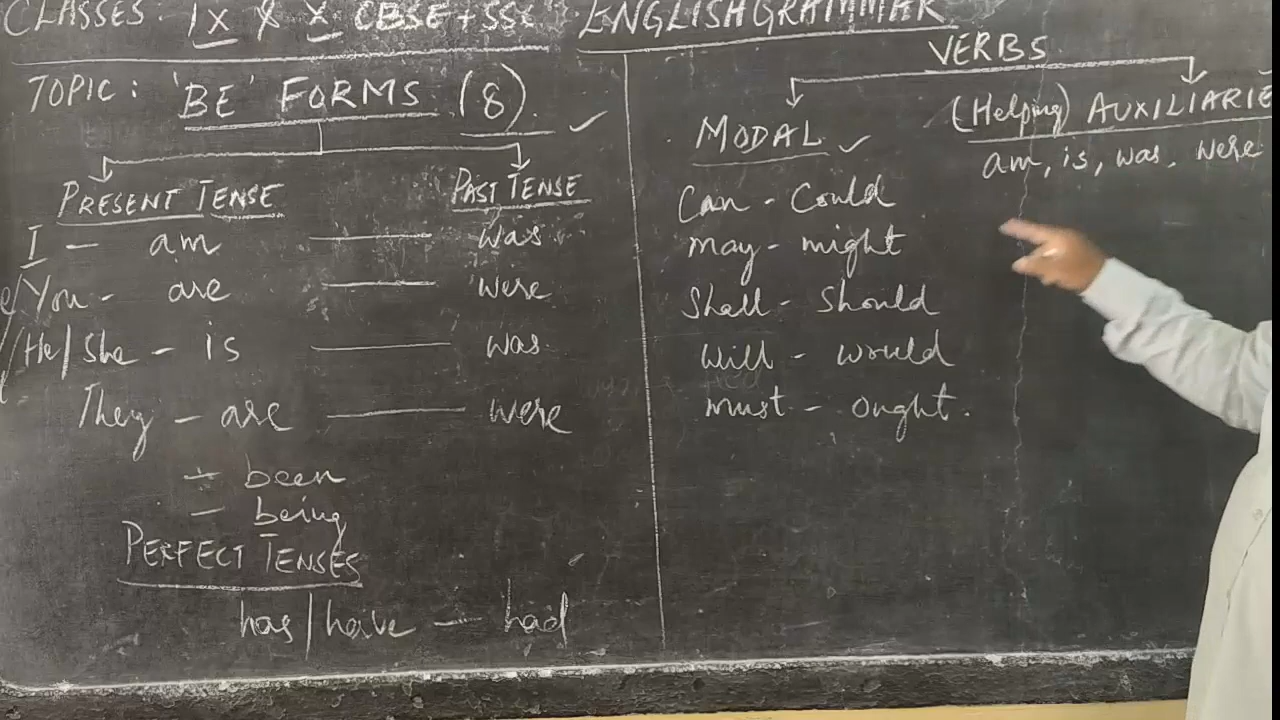 CLASSES: IX & X CBSE + SSC ENGLISH GRAMMAR
TOPIC: 'BE' FORMS (8)
PRESENT TENSE PAST TENSE
I - am — was
You - are — were
He/She - is — was
They - are — were
- been
- being
PERFECT TENSES
has/have — had
VERBS
MODAL
Can - Could
may - might
Shall - Should
will - would
must - ought.
(Helping) AUXILIARIE
am, is, was, were